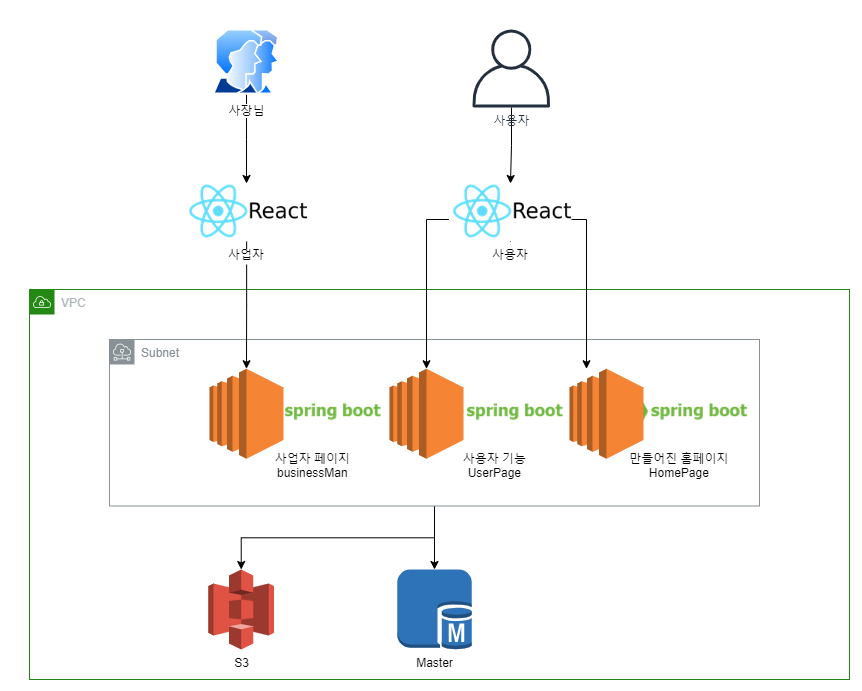 사장님
사용자
React
React
사업자
사용자
VPC
Subnet
spring boot
spring boot
spring boot
사업자 페이지
businessMan
사용자 기능
UserPage
만들어진 홈페이지
HomePage
M
S3
Master